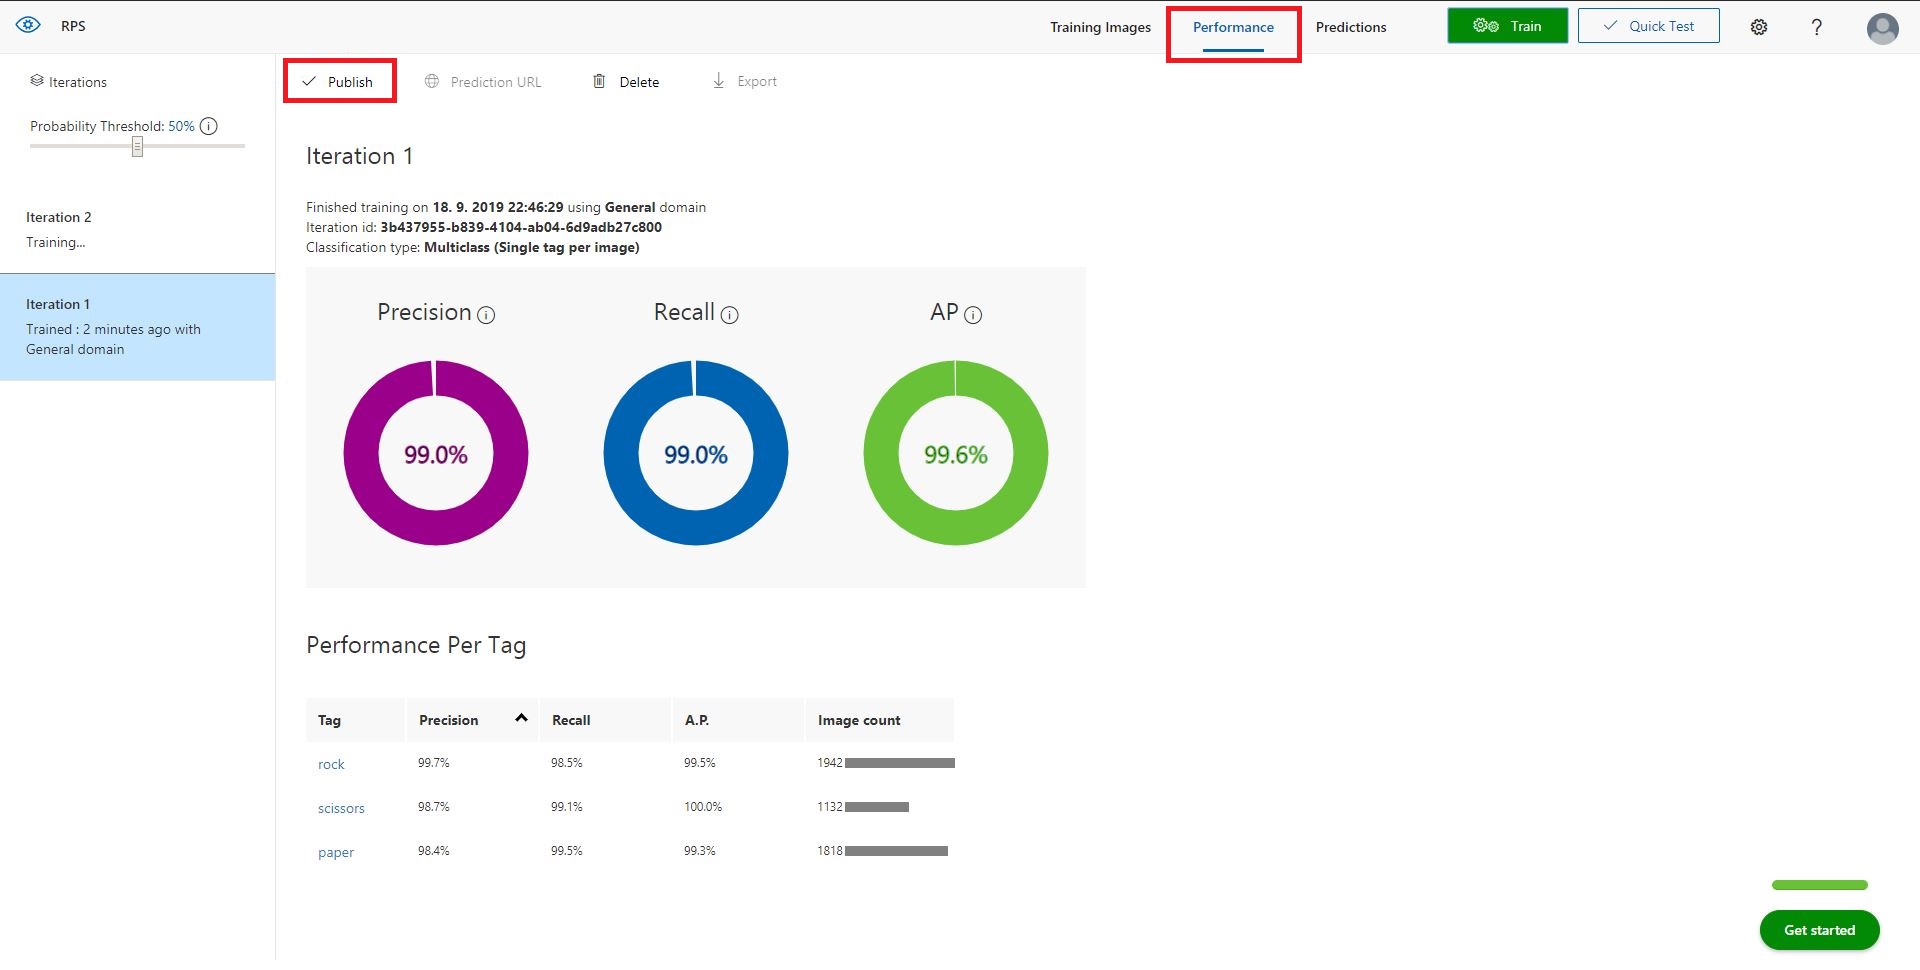 RPS
Training Images
Performance
Predictions
Train
Quick Test
?
Iterations
Publish
Prediction URL
Delete
Export
Probability Threshold: 50%
Iteration 2
Training...
Iteration 1
Trained : 2 minutes ago with
General domain
Iteration 1
Finished training on 18. 9. 2019 22:46:29 using General domain
Iteration id: 3b437955-b839-4104-ab04-6d9adb27c800
Classification type: Multiclass (Single tag per image)
Precision
Recall
AP
99.0%
99.0%
99.6%
Performance Per Tag
Tag Precision Recall A.P. Image count
rock 99.7% 98.5% 99.5% 1942
scissors 98.7% 99.1% 100.0% 1132
paper 98.4% 99.5% 99.3% 1818
Get started